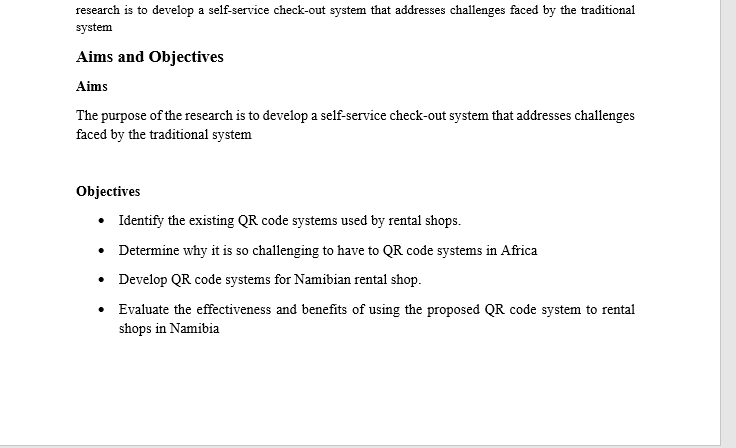 research is to develop a self-service check-out system that addresses challenges faced by the traditional
system
Aims and Objectives
Aims
The purpose of the research is to develop a self-service check-out system that addresses challenges
faced by the traditional system
Objectives
• Identify the existing QR code systems used by rental shops.
• Determine why it is so challenging to have to QR code systems in Africa
• Develop QR code systems for Namibian rental shop.
• Evaluate the effectiveness and benefits of using the proposed QR code system to rental
shops in Namibia